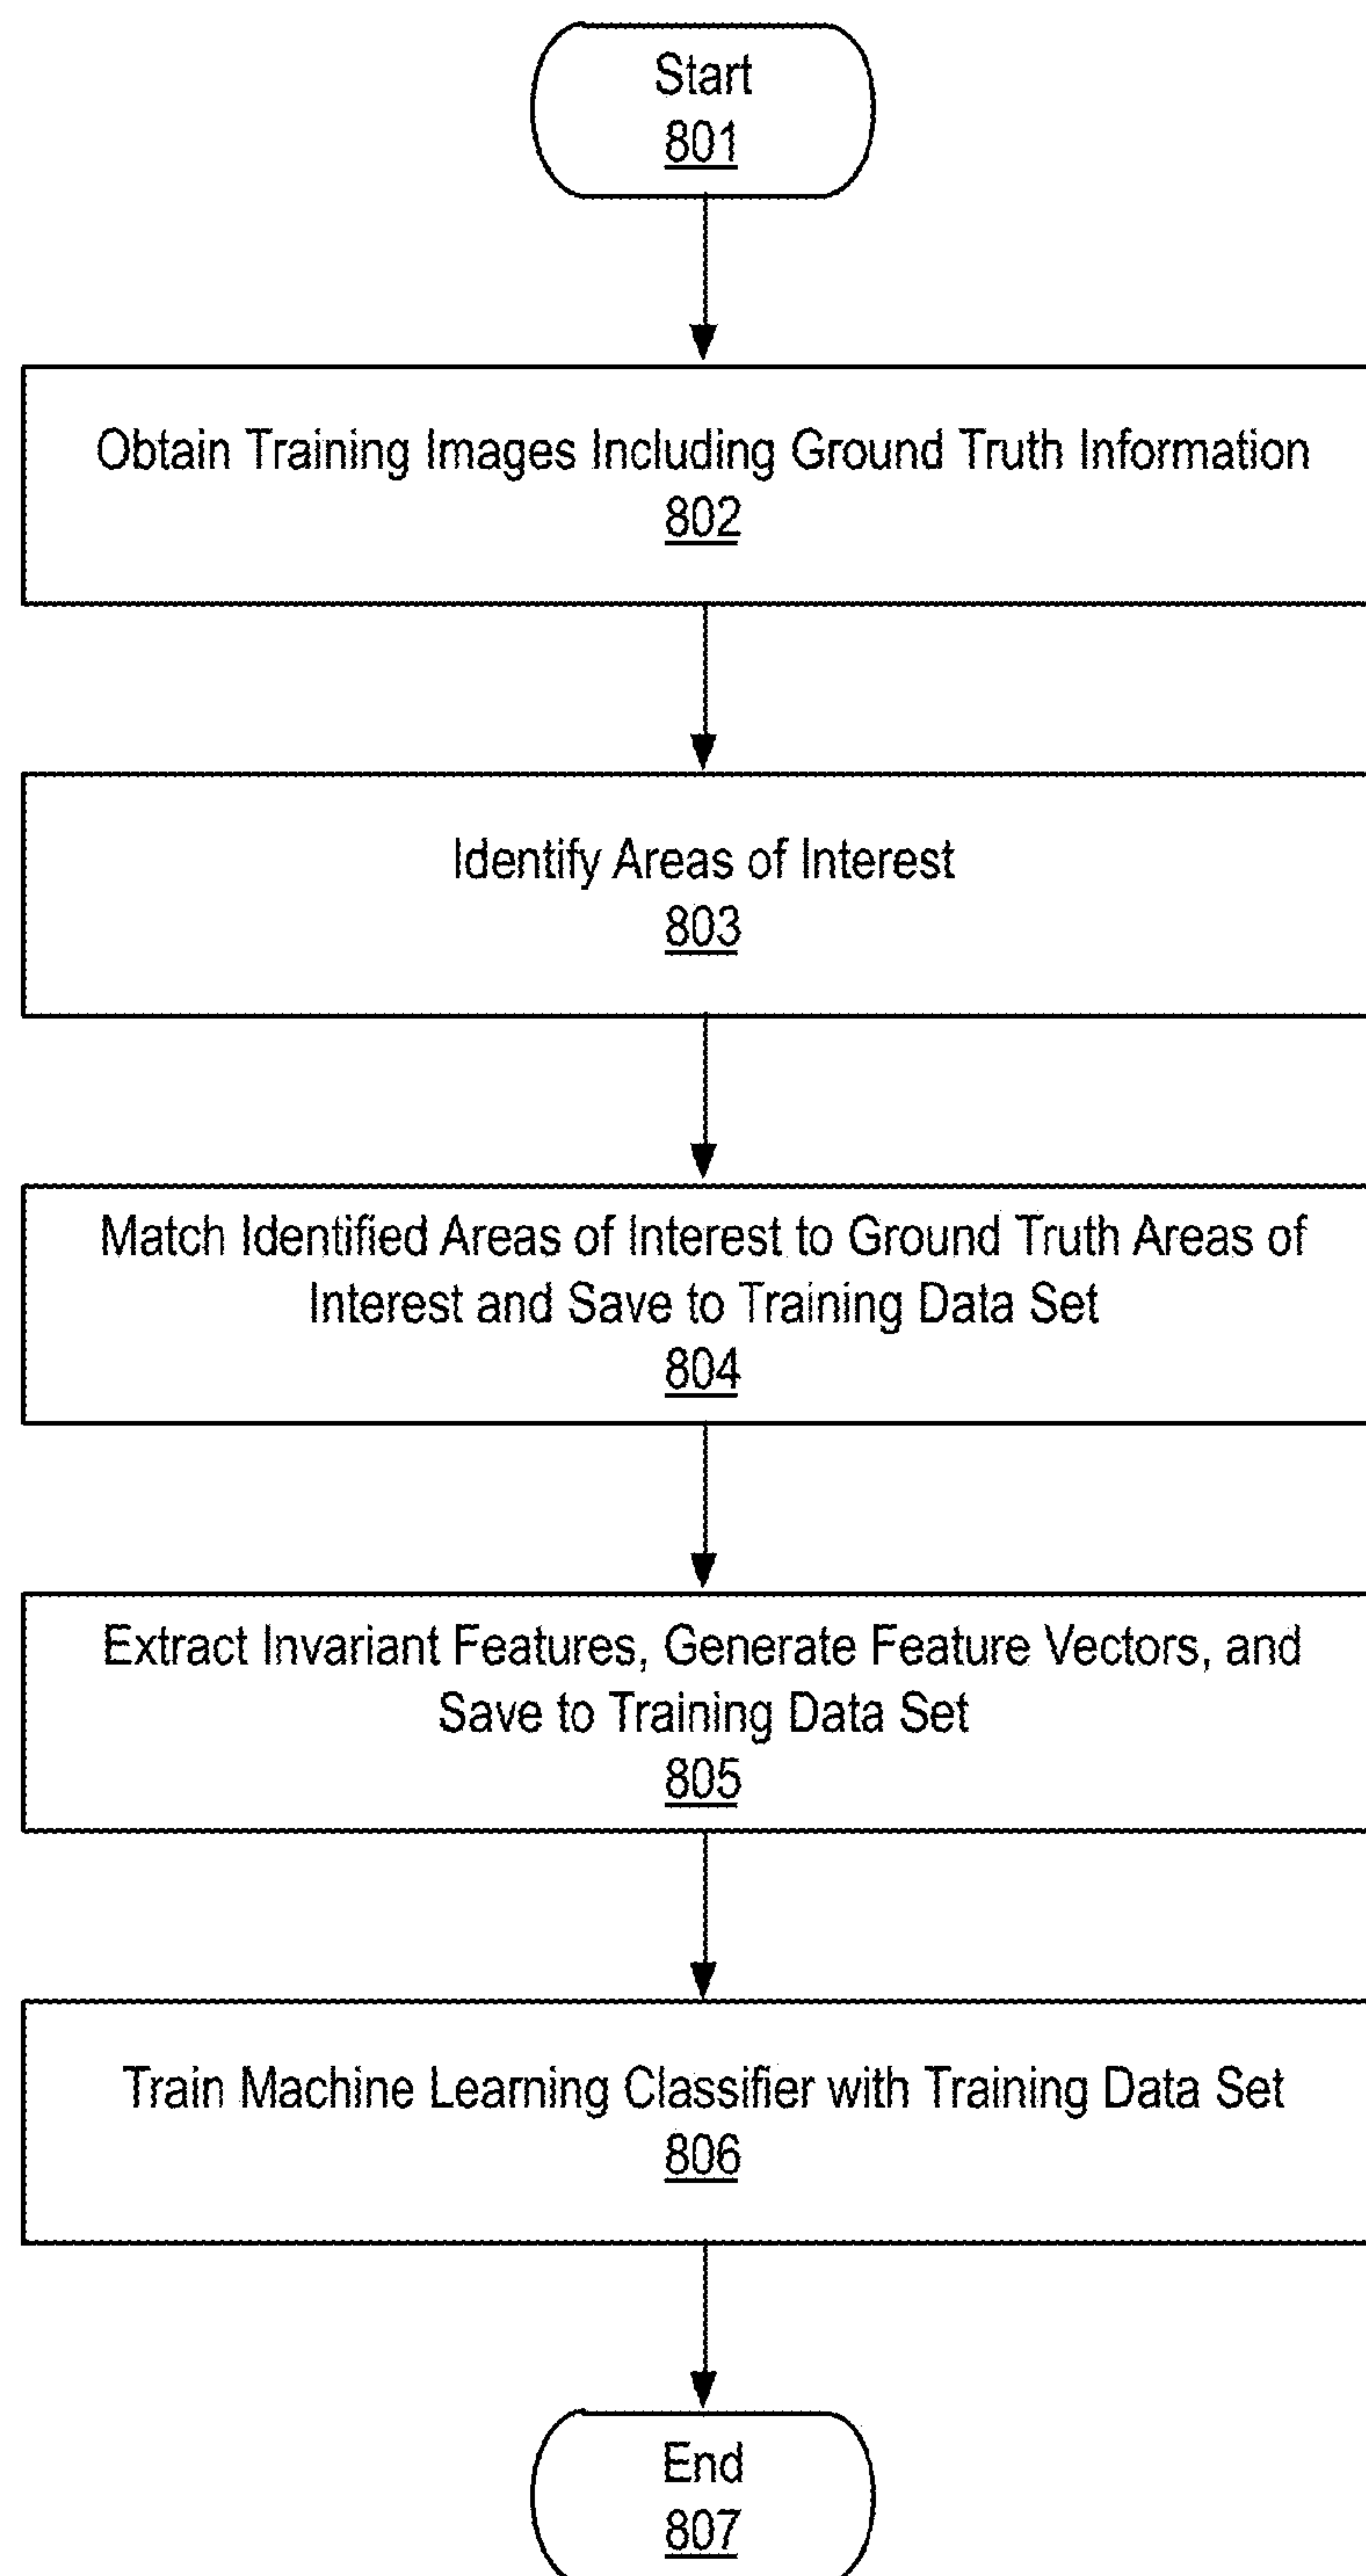 Start
801
Obtain Training Images Including Ground Truth Information
802
Identify Areas of Interest
803
Match Identified Areas of Interest to Ground Truth Areas of
Interest and Save to Training Data Set
804
Extract Invariant Features, Generate Feature Vectors, and
Save to Training Data Set
805
Train Machine Learning Classifier with Training Data Set
806
End
807